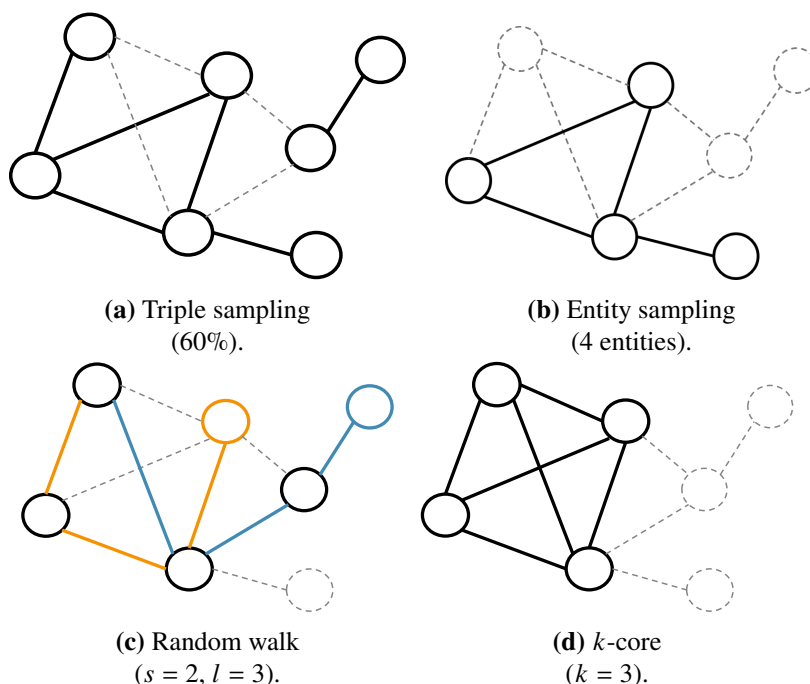 (a) Triple sampling
(60%).
(b) Entity sampling
(4 entities).
(c) Random walk
(s = 2, l = 3).
(d) k-core
(k = 3).